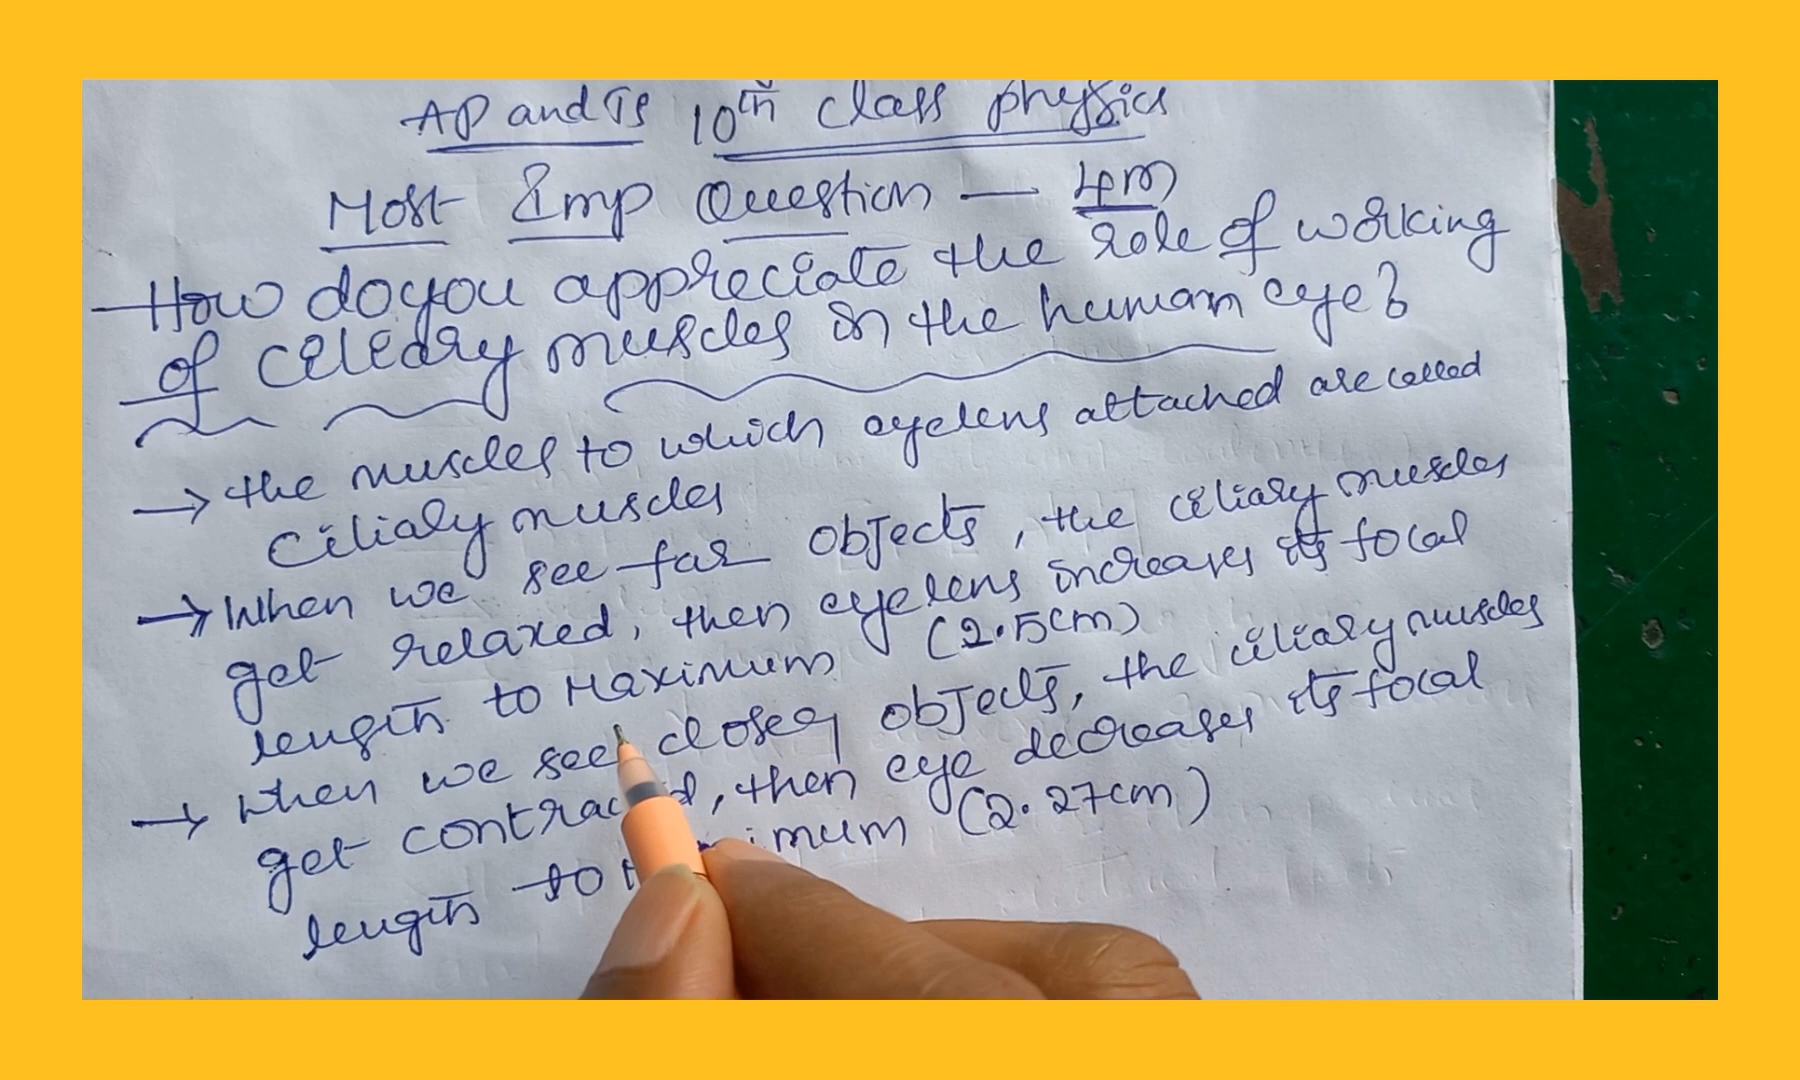 AP and TS 10th class physics
Most Imp Question — 4m
How do you appreciate the role of working
of ciliary muscles in the human eye?
→ the muscles to which eyelens attached are called
Cilialy muscles
→ When we see far objects, the ciliary muscles
get relaxed, then eyelens increases its focal
length to Maximum (2.5cm)
→ When we see closer objects, the ciliary muscles
get contracted, then eye decreases its focal
length to (2.27cm)